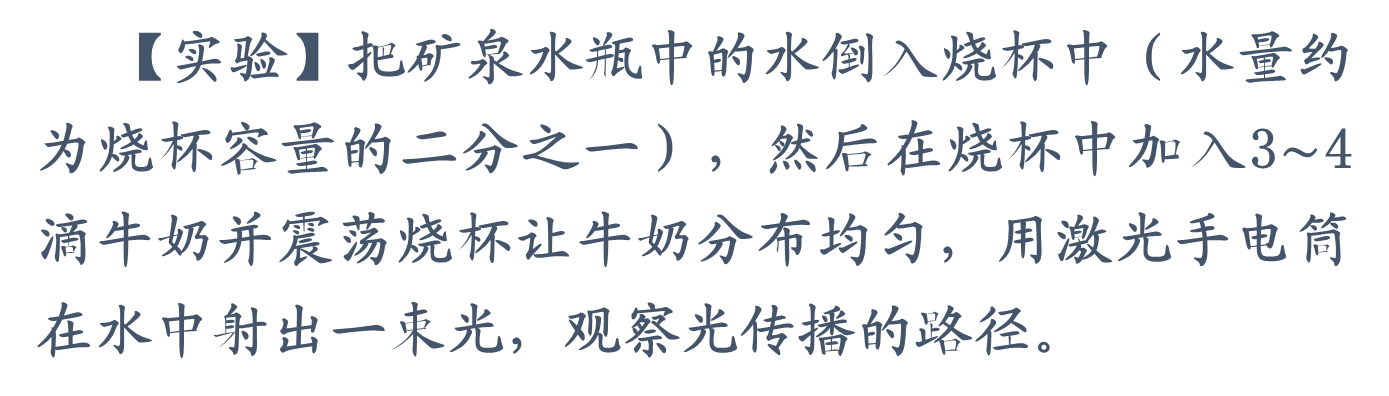 【实验】把矿泉水瓶中的水倒入烧杯中（水量约
为烧杯容量的二分之一），然后在烧杯中加入3~4
滴牛奶并震荡烧杯让牛奶分布均匀，用激光手电筒
在水中射出一束光，观察光传播的路径。